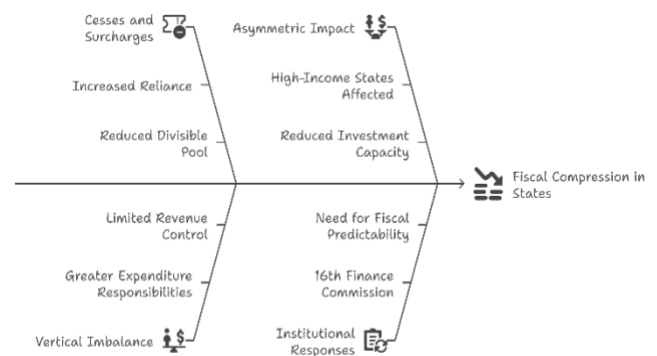 Cesses and
Surcharges
Increased Reliance
Reduced Divisible
Pool
Asymmetric Impact
High-Income States
Affected
Reduced Investment
Capacity
Fiscal Compression in
States
Limited Revenue
Control
Greater Expenditure
Responsibilities
Vertical Imbalance
Need for Fiscal
Predictability
16th Finance
Commission
Institutional
Responses